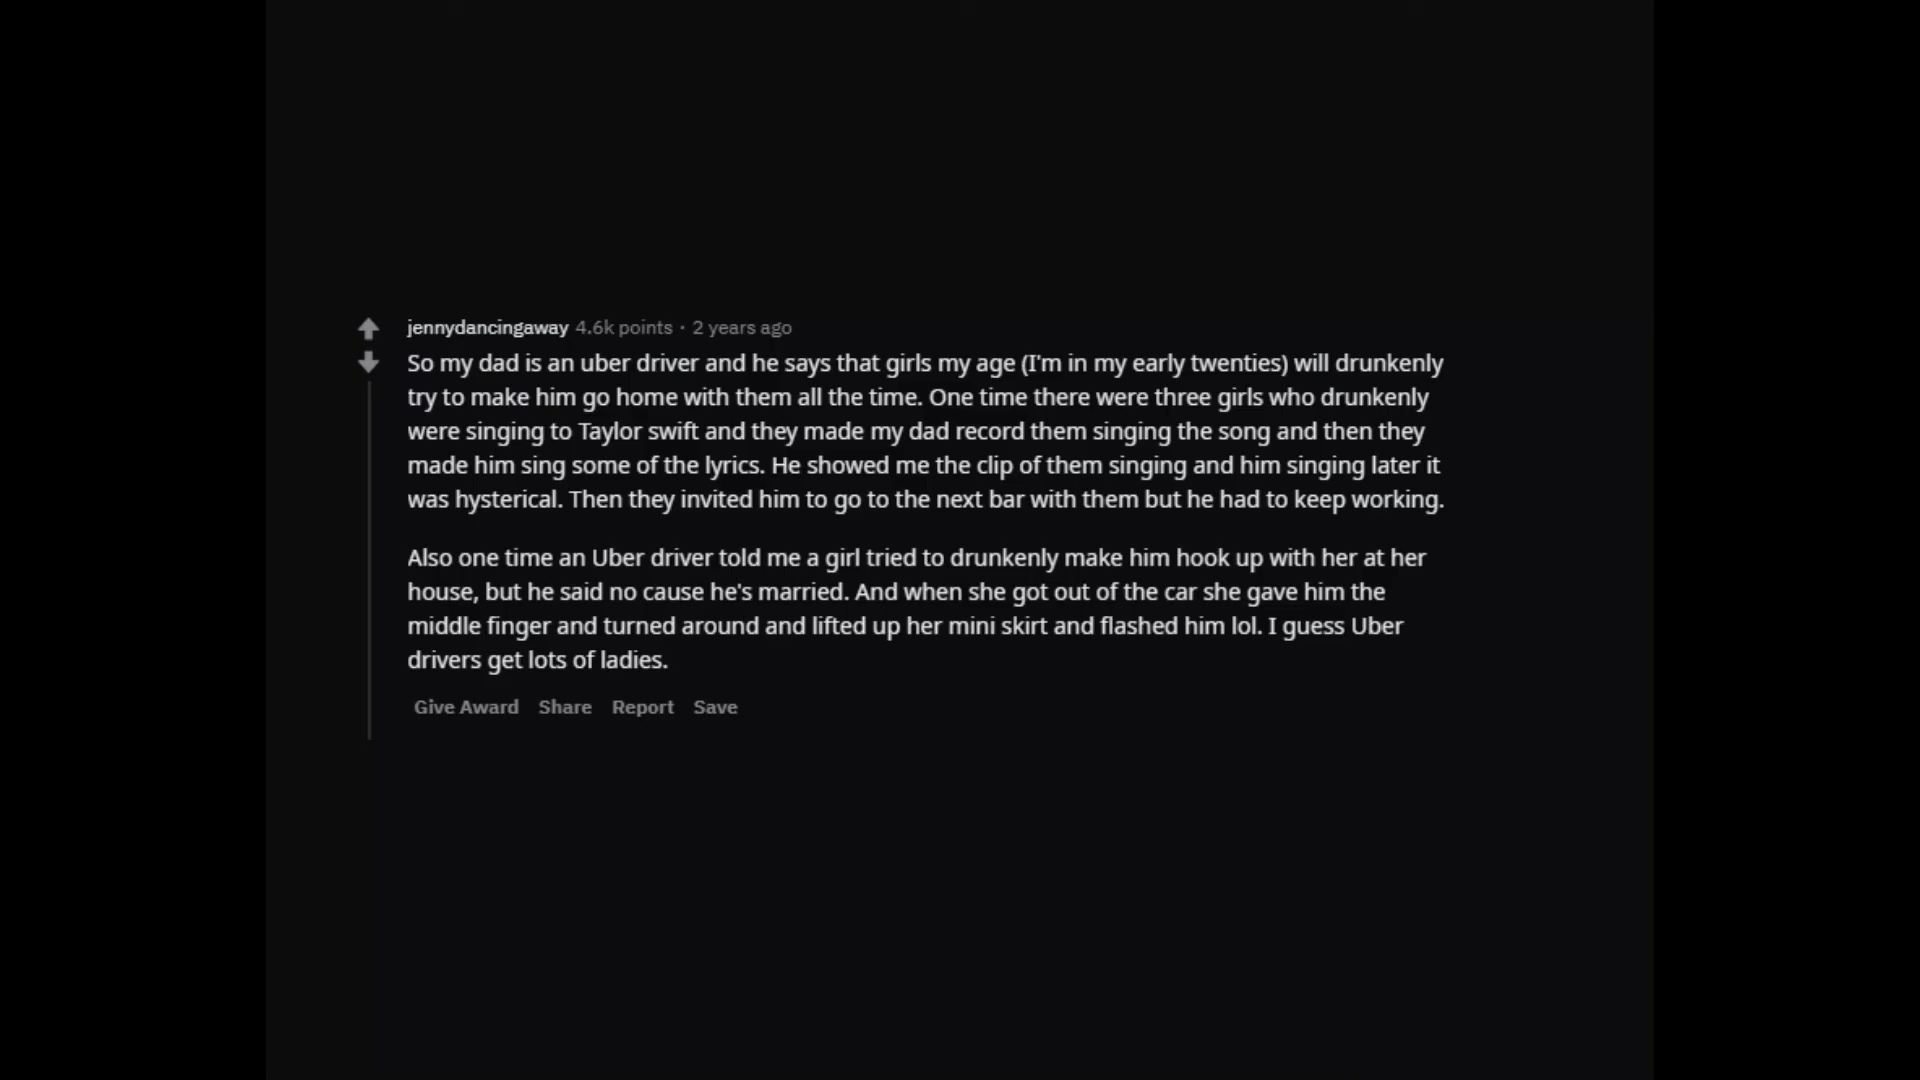 jennydancingaway 4.6k points · 2 years ago
So my dad is an uber driver and he says that girls my age (I'm in my early twenties) will drunkenly
try to make him go home with them all the time. One time there were three girls who drunkenly
were singing to Taylor swift and they made my dad record them singing the song and then they
made him sing some of the lyrics. He showed me the clip of them singing and him singing later it
was hysterical. Then they invited him to go to the next bar with them but he had to keep working.
Also one time an Uber driver told me a girl tried to drunkenly make him hook up with her at her
house, but he said no cause he's married. And when she got out of the car she gave him the
middle finger and turned around and lifted up her mini skirt and flashed him lol. I guess Uber
drivers get lots of ladies.
Give Award Share Report Save